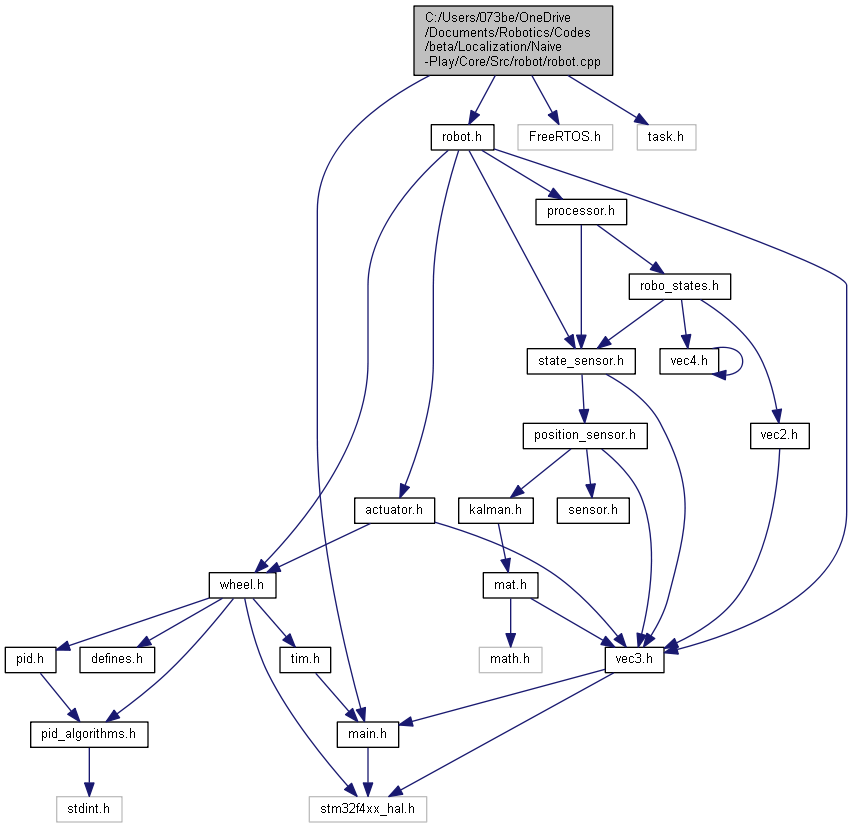 C:/Users/073be/OneDrive
/Documents/Robotics/Codes
/beta/Localization/Naive
-Play/Core/Src/robot/robot.cpp
robot.h
FreeRTOS.h
task.h
processor.h
robo_states.h
state_sensor.h
vec4.h
position_sensor.h
vec2.h
actuator.h
kalman.h
sensor.h
wheel.h
mat.h
pid.h
defines.h
tim.h
math.h
vec3.h
pid_algorithms.h
main.h
stdint.h
stm32f4xx_hal.h